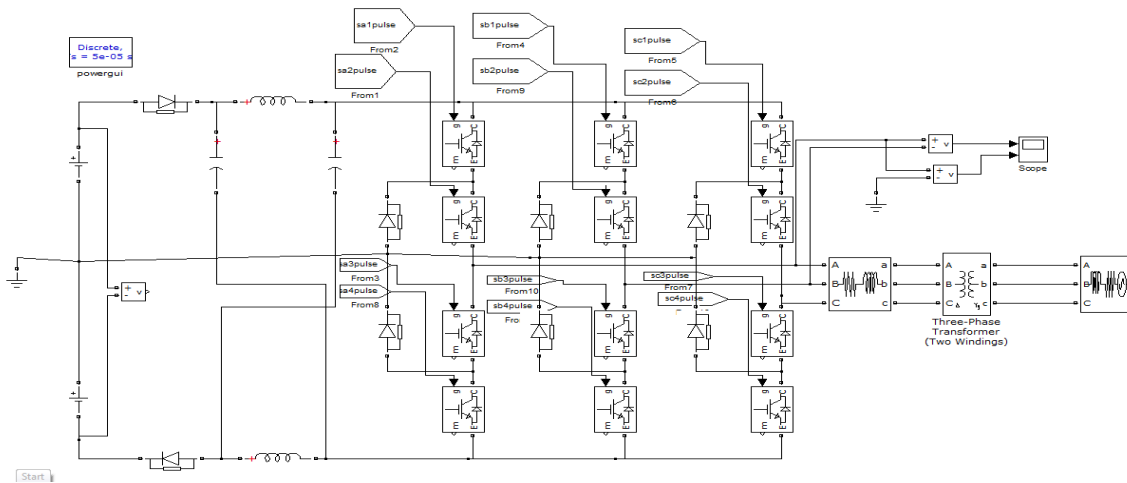 Discrete,
s = 5e-05 s
powergui
sa1pulse
From2
sa2pulse
From1
sb1pulse
From4
sb2pulse
From9
sc1pulse
From5
sc2pulse
From6
g C
m E
g C
m E
g C
m E
g C
m E
g C
m E
g C
m E
+
-
v
+
-
v
Scope
sa3pulse
From3
sa4pulse
From8
sb3pulse
From10
sb4pulse
Fro
sc3pulse
From7
sc4pulse
+
-
v
A a
B b
C c
A a
B b
C c
Three-Phase
Transformer
(Two Windings)
A
B
C
g C
m E
g C
m E
g C
m E
g C
m E
g C
m E
g C
m E
Start